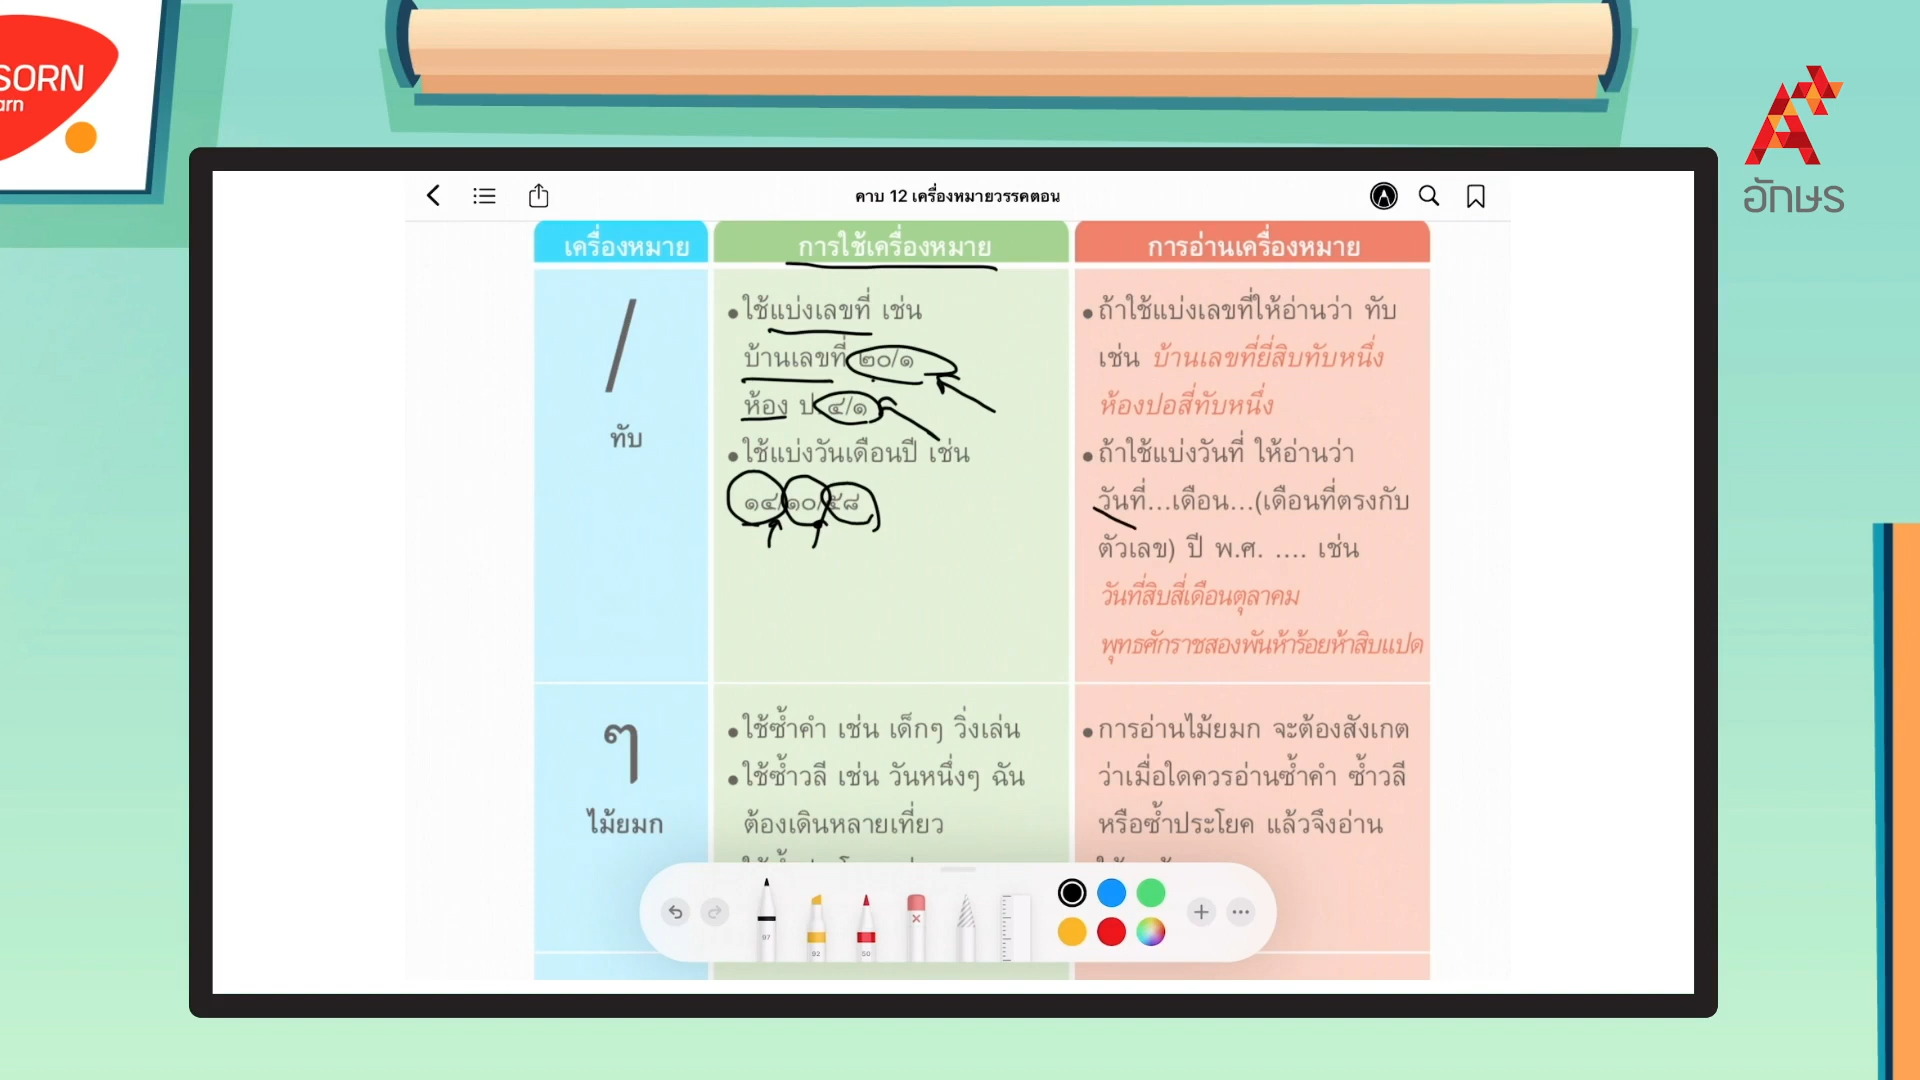 SORN
arn
อักษร
คาบ 12 เครื่องหมายวรรคตอน
เครื่องหมาย
การใช้เครื่องหมาย
การอ่านเครื่องหมาย
/
ทับ
•ใช้แบ่งเลขที่ เช่น
บ้านเลขที่ ๒๐/๑
ห้อง ป.๔/๑
•ใช้แบ่งวันเดือนปี เช่น
๑๔/๑๐/๕๘
•ถ้าใช้แบ่งเลขที่ให้อ่านว่า ทับ
เช่น บ้านเลขที่ยี่สิบทับหนึ่ง
ห้องปอสี่ทับหนึ่ง
•ถ้าใช้แบ่งวันที่ ให้อ่านว่า
วันที่...เดือน...(เดือนที่ตรงกับ
ตัวเลข) ปี พ.ศ. .... เช่น
วันที่สิบสี่เดือนตุลาคม
พุทธศักราชสองพันห้าร้อยห้าสิบแปด
ๆ
ไม้ยมก
•ใช้ซ้ำคำ เช่น เด็กๆ วิ่งเล่น
•ใช้ซ้ำวลี เช่น วันหนึ่งๆ ฉัน
ต้องเดินหลายเที่ยว
•การอ่านไม้ยมก จะต้องสังเกต
ว่าเมื่อใดควรอ่านซ้ำคำ ซ้ำวลี
หรือซ้ำประโยค แล้วจึงอ่าน
97
92
50